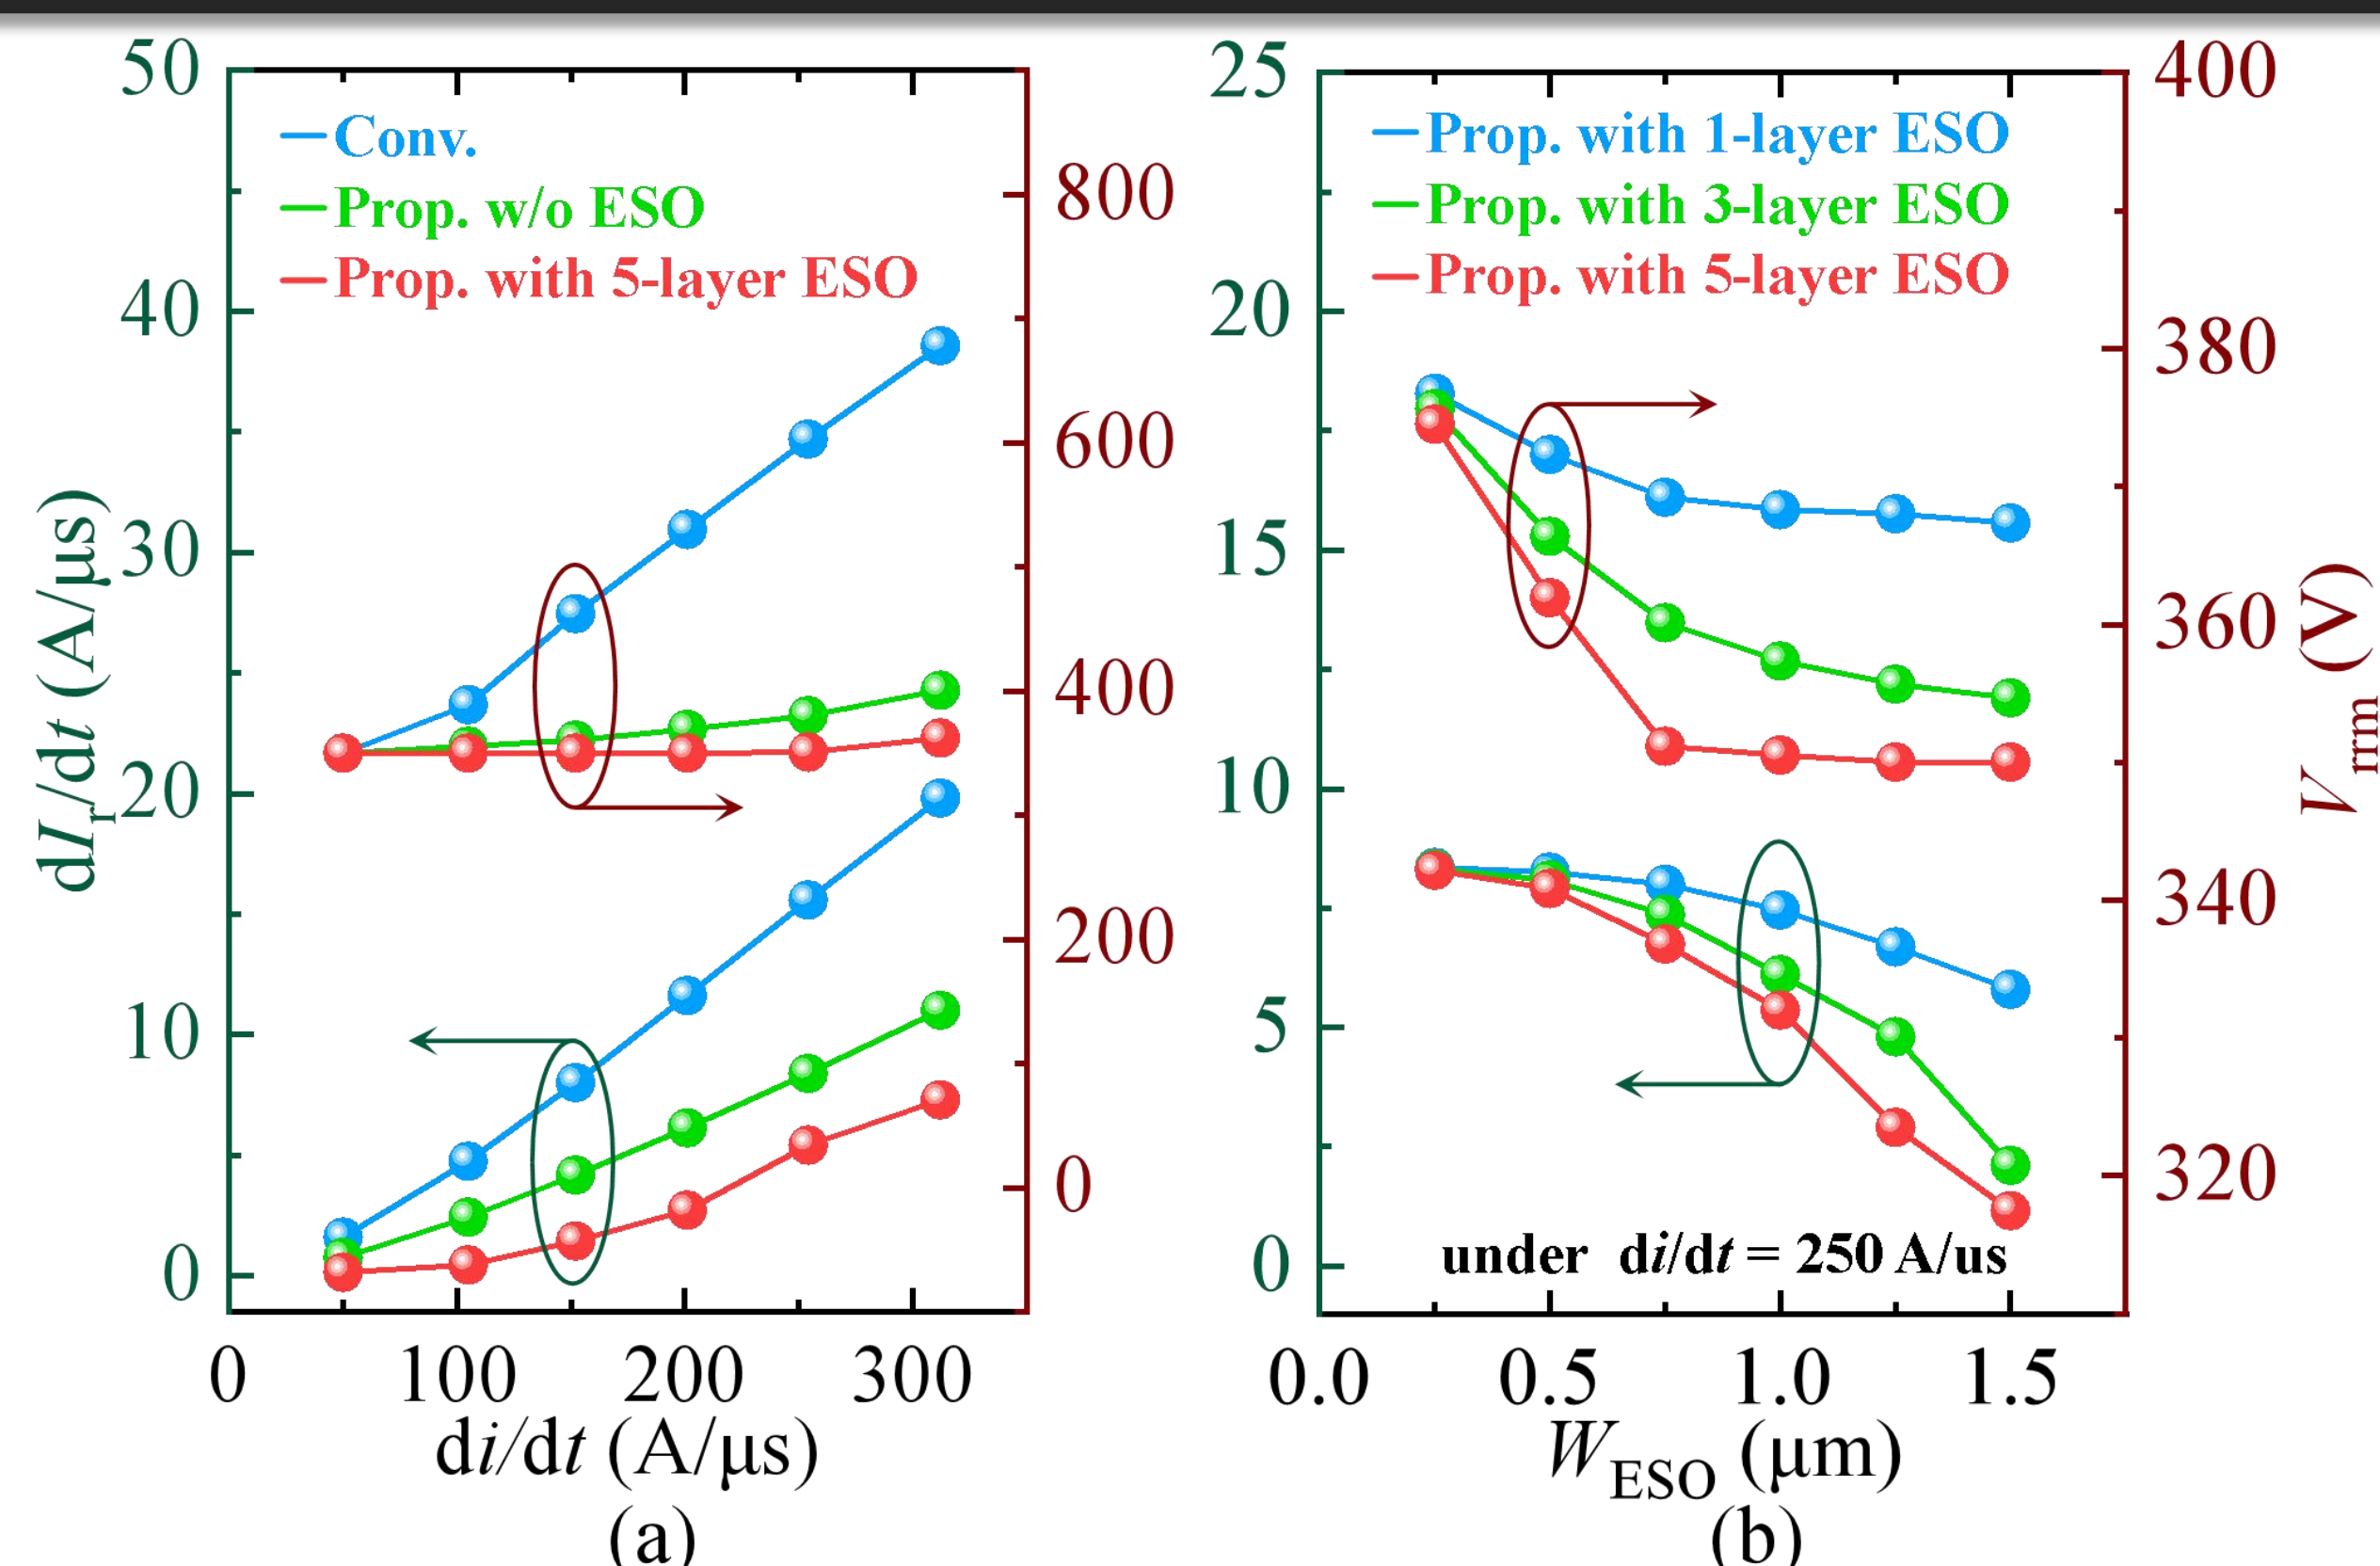 50
40
30
20
10
0
dIr/dt (A/μs)
Conv.
Prop. w/o ESO
Prop. with 5-layer ESO
800
600
400
200
0
0 100 200 300
di/dt (A/μs)
(a)
25
20
15
10
5
0
Prop. with 1-layer ESO
Prop. with 3-layer ESO
Prop. with 5-layer ESO
under di/dt = 250 A/us
400
380
360
340
320
Vrrm (V)
0.0 0.5 1.0 1.5
WESO (μm)
(b)